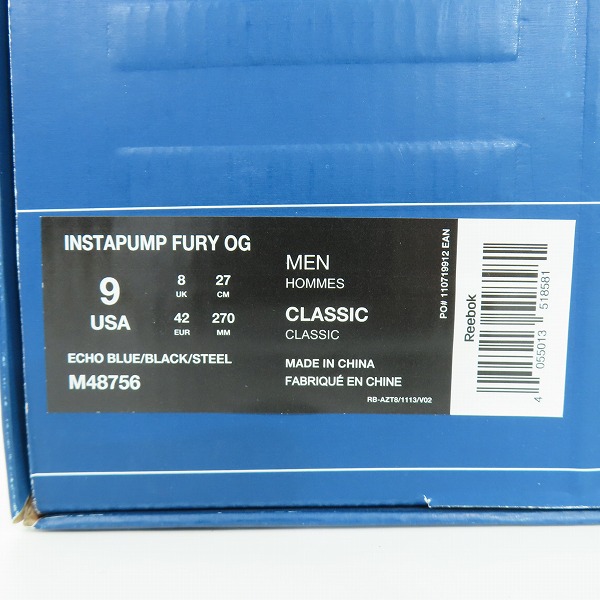 INSTAPUMP FURY OG
9
USA
8
UK
27
CM
42
EUR
270
MM
ECHO BLUE/BLACK/STEEL
M48756
MEN
HOMMES
CLASSIC
CLASSIC
MADE IN CHINA
FABRIQUÉ EN CHINE
RB-AZT8/1113/V02
PO# 110719912 EAN
Reebok
4 055013 518581